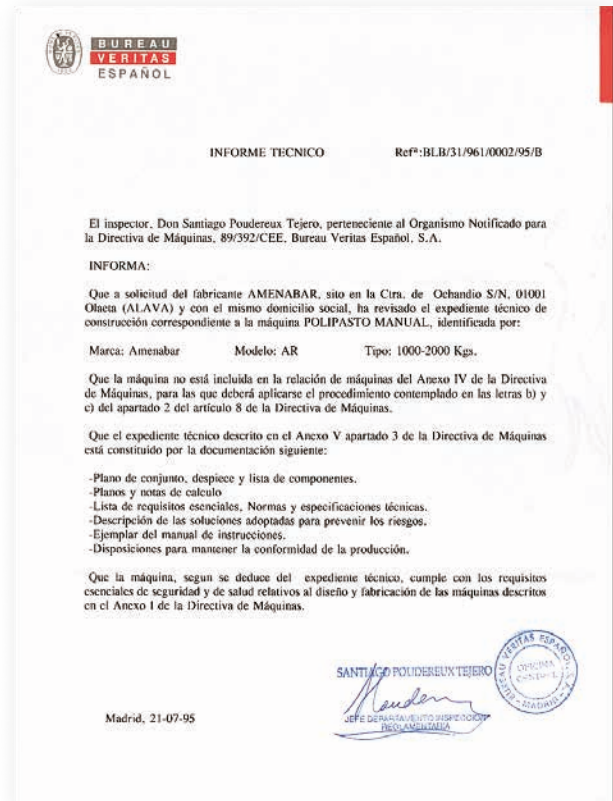 BUREAU
VERITAS
ESPAÑOL
INFORME TECNICO
Refª:BLB/31/961/0002/95/B
El inspector, Don Santiago Poudereux Tejero, perteneciente al Organismo Notificado para
la Directiva de Máquinas, 89/392/CEE, Bureau Veritas Español, S.A.
INFORMA:
Que a solicitud del fabricante AMENABAR, sito en la Ctra. de Ochandio S/N, 01001
Olaeta (ALAVA) y con el mismo domicilio social, ha revisado el expediente técnico de
construcción correspondiente a la máquina POLIPASTO MANUAL, identificada por:
Marca: Amenabar Modelo: AR Tipo: 1000-2000 Kgs.
Que la máquina no está incluida en la relación de máquinas del Anexo IV de la Directiva
de Máquinas, para las que deberá aplicarse el procedimiento contemplado en las letras b) y
c) del apartado 2 del artículo 8 de la Directiva de Máquinas.
Que el expediente técnico descrito en el Anexo V apartado 3 de la Directiva de Máquinas
está constituido por la documentación siguiente:
-Plano de conjunto, despiece y lista de componentes.
-Planos y notas de calculo
-Lista de requisitos esenciales, Normas y especificaciones técnicas.
-Descripción de las soluciones adoptadas para prevenir los riesgos.
-Ejemplar del manual de instrucciones.
-Disposiciones para mantener la conformidad de la producción.
Que la máquina, segun se deduce del expediente técnico, cumple con los requisitos
esenciales de seguridad y de salud relativos al diseño y fabricación de las máquinas descritos
en el Anexo I de la Directiva de Máquinas.
SANTIAGO POUDEREUX TEJERO
JEFE DEPARTAMENTO INSPECCION
REGLAMENTARIA
BUREAU VERITAS ESPAÑOL, S.A.
OFICINA
CENTRAL
- MADRID -
Madrid, 21-07-95